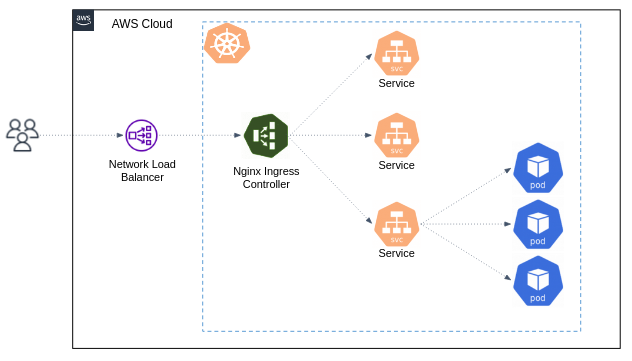 aws
AWS Cloud
svc
Service
Network Load
Balancer
Nginx Ingress
Controller
svc
Service
svc
Service
pod
pod
pod